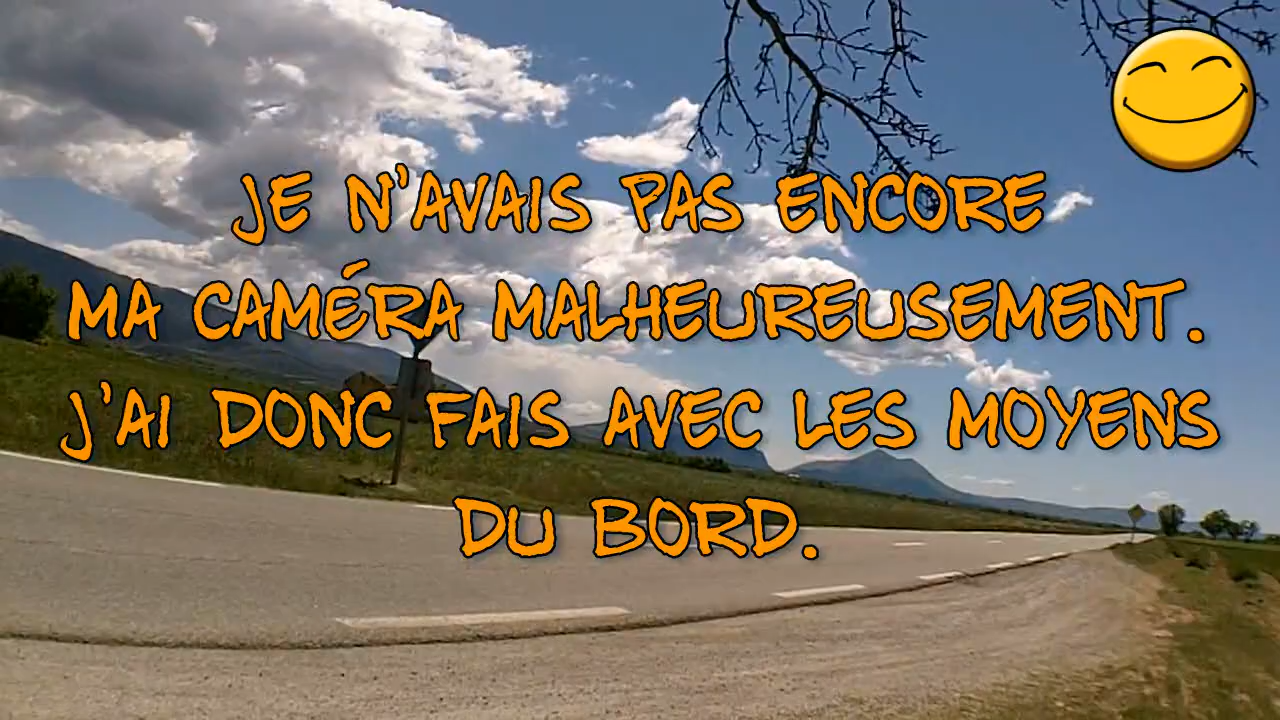 JE N'AVAIS PAS ENCORE
MA CAMÉRA MALHEUREUSEMENT.
J'AI DONC FAIS AVEC LES MOYENS
DU BORD.